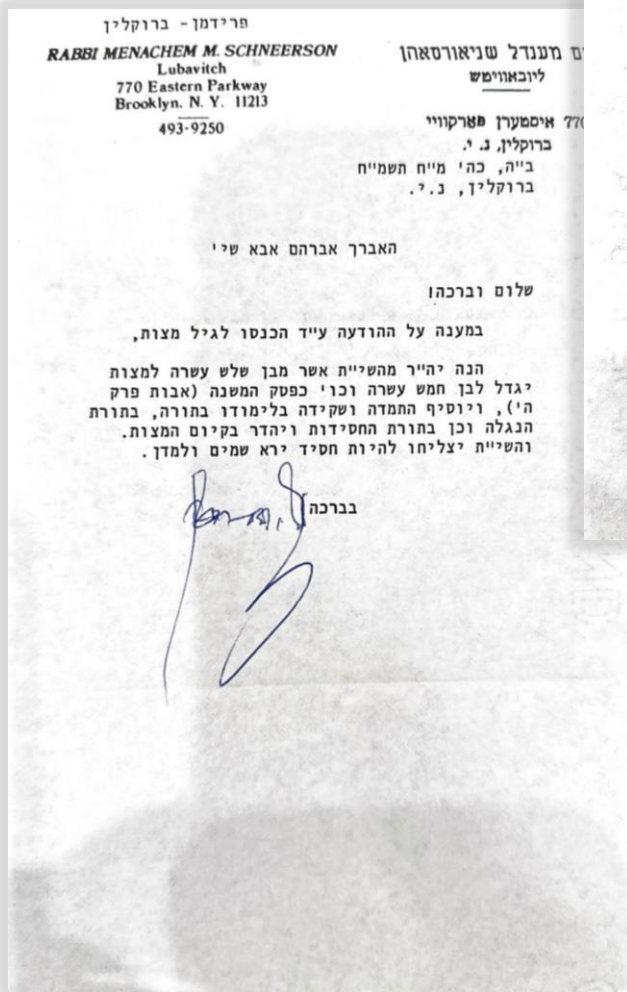 פרידמן - ברוקלין
RABBI MENACHEM M. SCHNEERSON
Lubavitch
770 Eastern Parkway
Brooklyn, N. Y. 11213
493-9250
מענדל שניאורסאהן
ליובאוויטש
770 איסטערן פארקוויי
ברוקלין, נ. י.
ב"ה, כה' מ"ח תשמ"ח
ברוקלין, נ.י.
האברך אברהם אבא שי'
שלום וברכה!
במענה על ההודעה ע"ד הכנסו לגיל מצות,
הנה יה"ר מהשי"ת אשר מבן שלש עשרה למצות
יגדל לבן חמש עשרה וכו' כפסק המשנה (אבות פרק
ה'), ויוסיף התמדה ושקידה בלימודו בתורה, בתורת
הנגלה וכן בתורת החסידות ויהדר בקיום המצות.
והשי"ת יצליחו להיות חסיד ירא שמים ולמדן.
בברכה